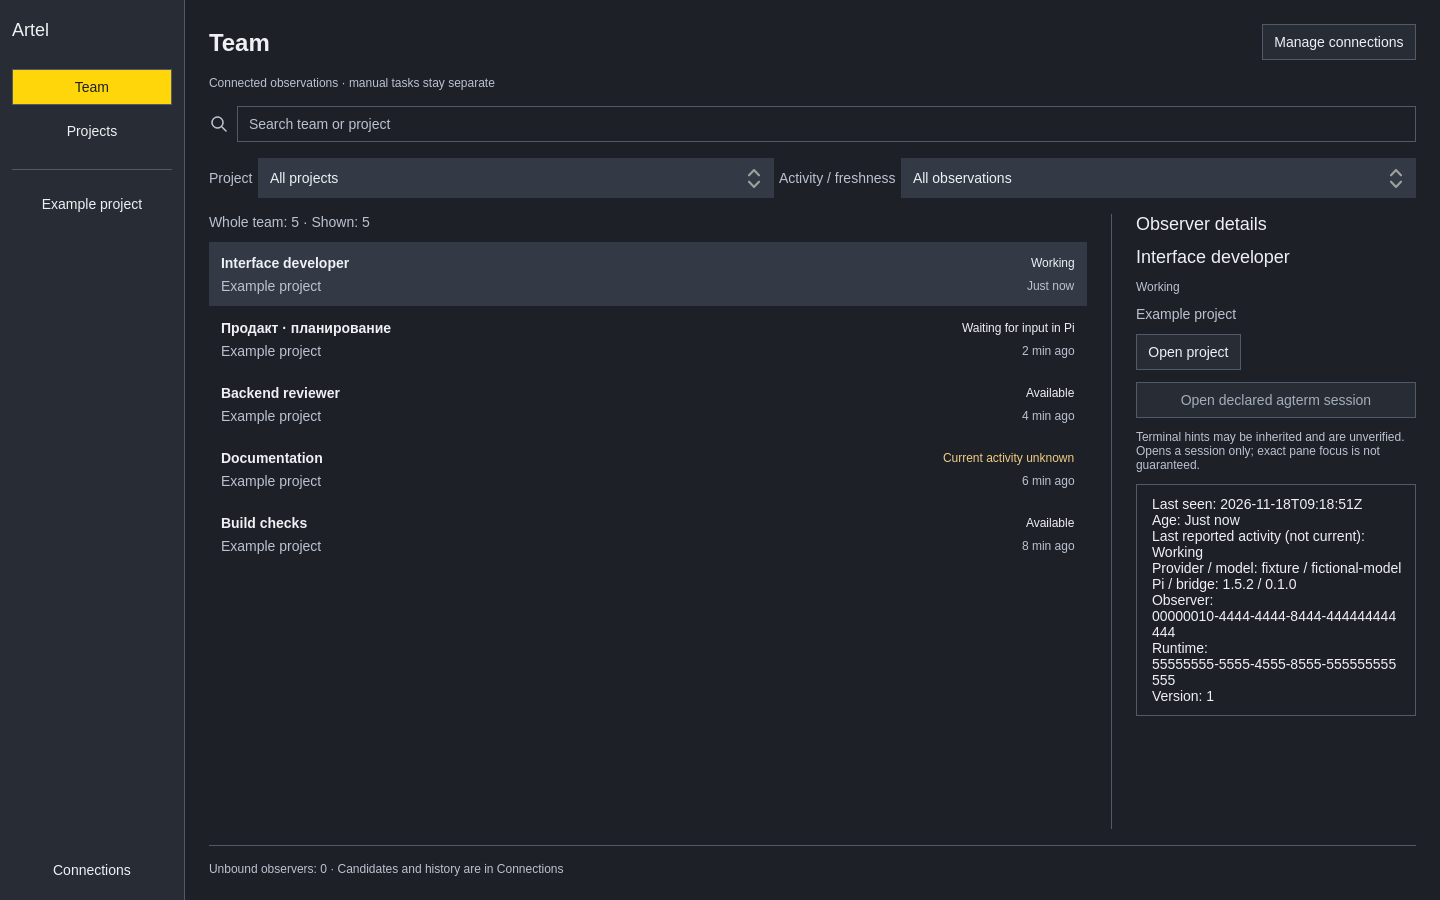 Artel
Team
Projects
Example project
Connections
Team
Manage connections
Connected observations · manual tasks stay separate
Search team or project
Project
All projects
Activity / freshness
All observations
Whole team: 5 · Shown: 5
Interface developer
Working
Example project
Just now
Продакт · планирование
Waiting for input in Pi
Example project
2 min ago
Backend reviewer
Available
Example project
4 min ago
Documentation
Current activity unknown
Example project
6 min ago
Build checks
Available
Example project
8 min ago
Observer details
Interface developer
Working
Example project
Open project
Open declared agterm session
Terminal hints may be inherited and are unverified.
Opens a session only; exact pane focus is not
guaranteed.
Last seen: 2026-11-18T09:18:51Z
Age: Just now
Last reported activity (not current):
Working
Provider / model: fixture / fictional-model
Pi / bridge: 1.5.2 / 0.1.0
Observer:
00000010-4444-4444-8444-444444444
444
Runtime:
55555555-5555-4555-8555-555555555
555
Version: 1
Unbound observers: 0 · Candidates and history are in Connections